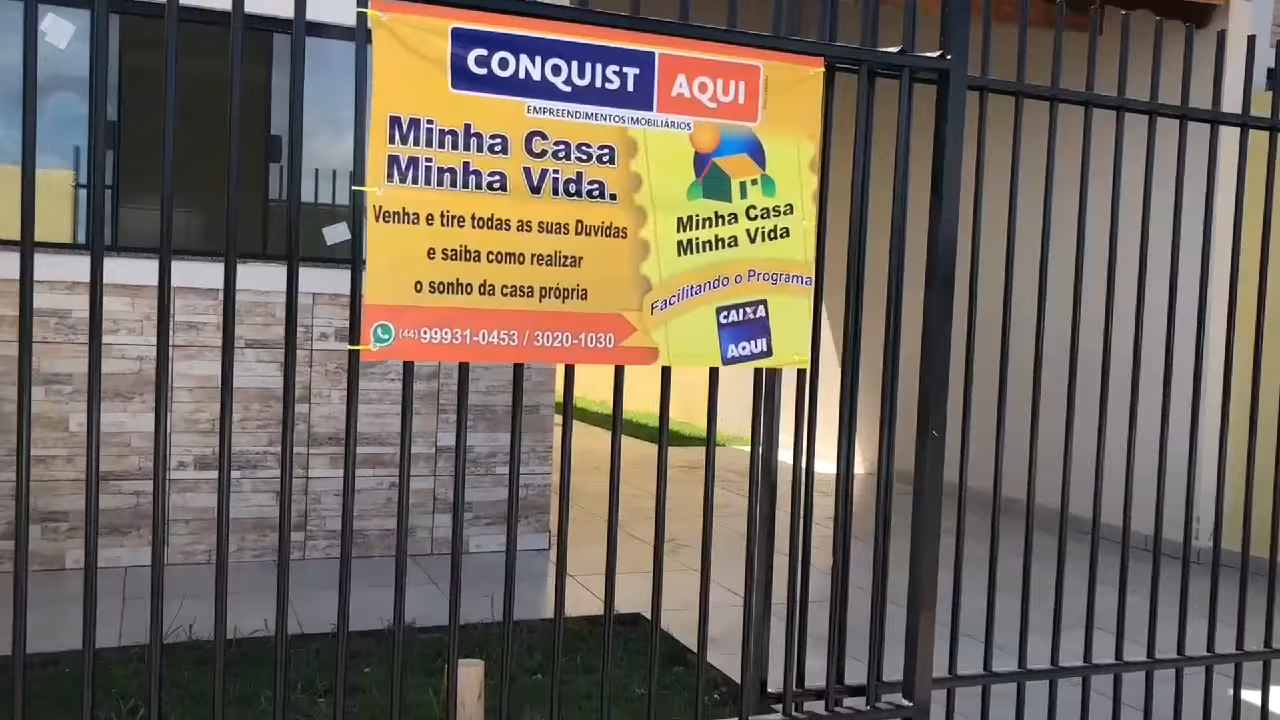 CONQUIST AQUI
EMPREENDIMENTOS IMOBILIÁRIOS
Minha Casa
Minha Vida.
Venha e tire todas as suas Duvidas
e saiba como realizar
o sonho da casa própria
(44) 99931-0453 / 3020-1030
Minha Casa
Minha Vida
Facilitando o Programa
CAIXA
AQUI